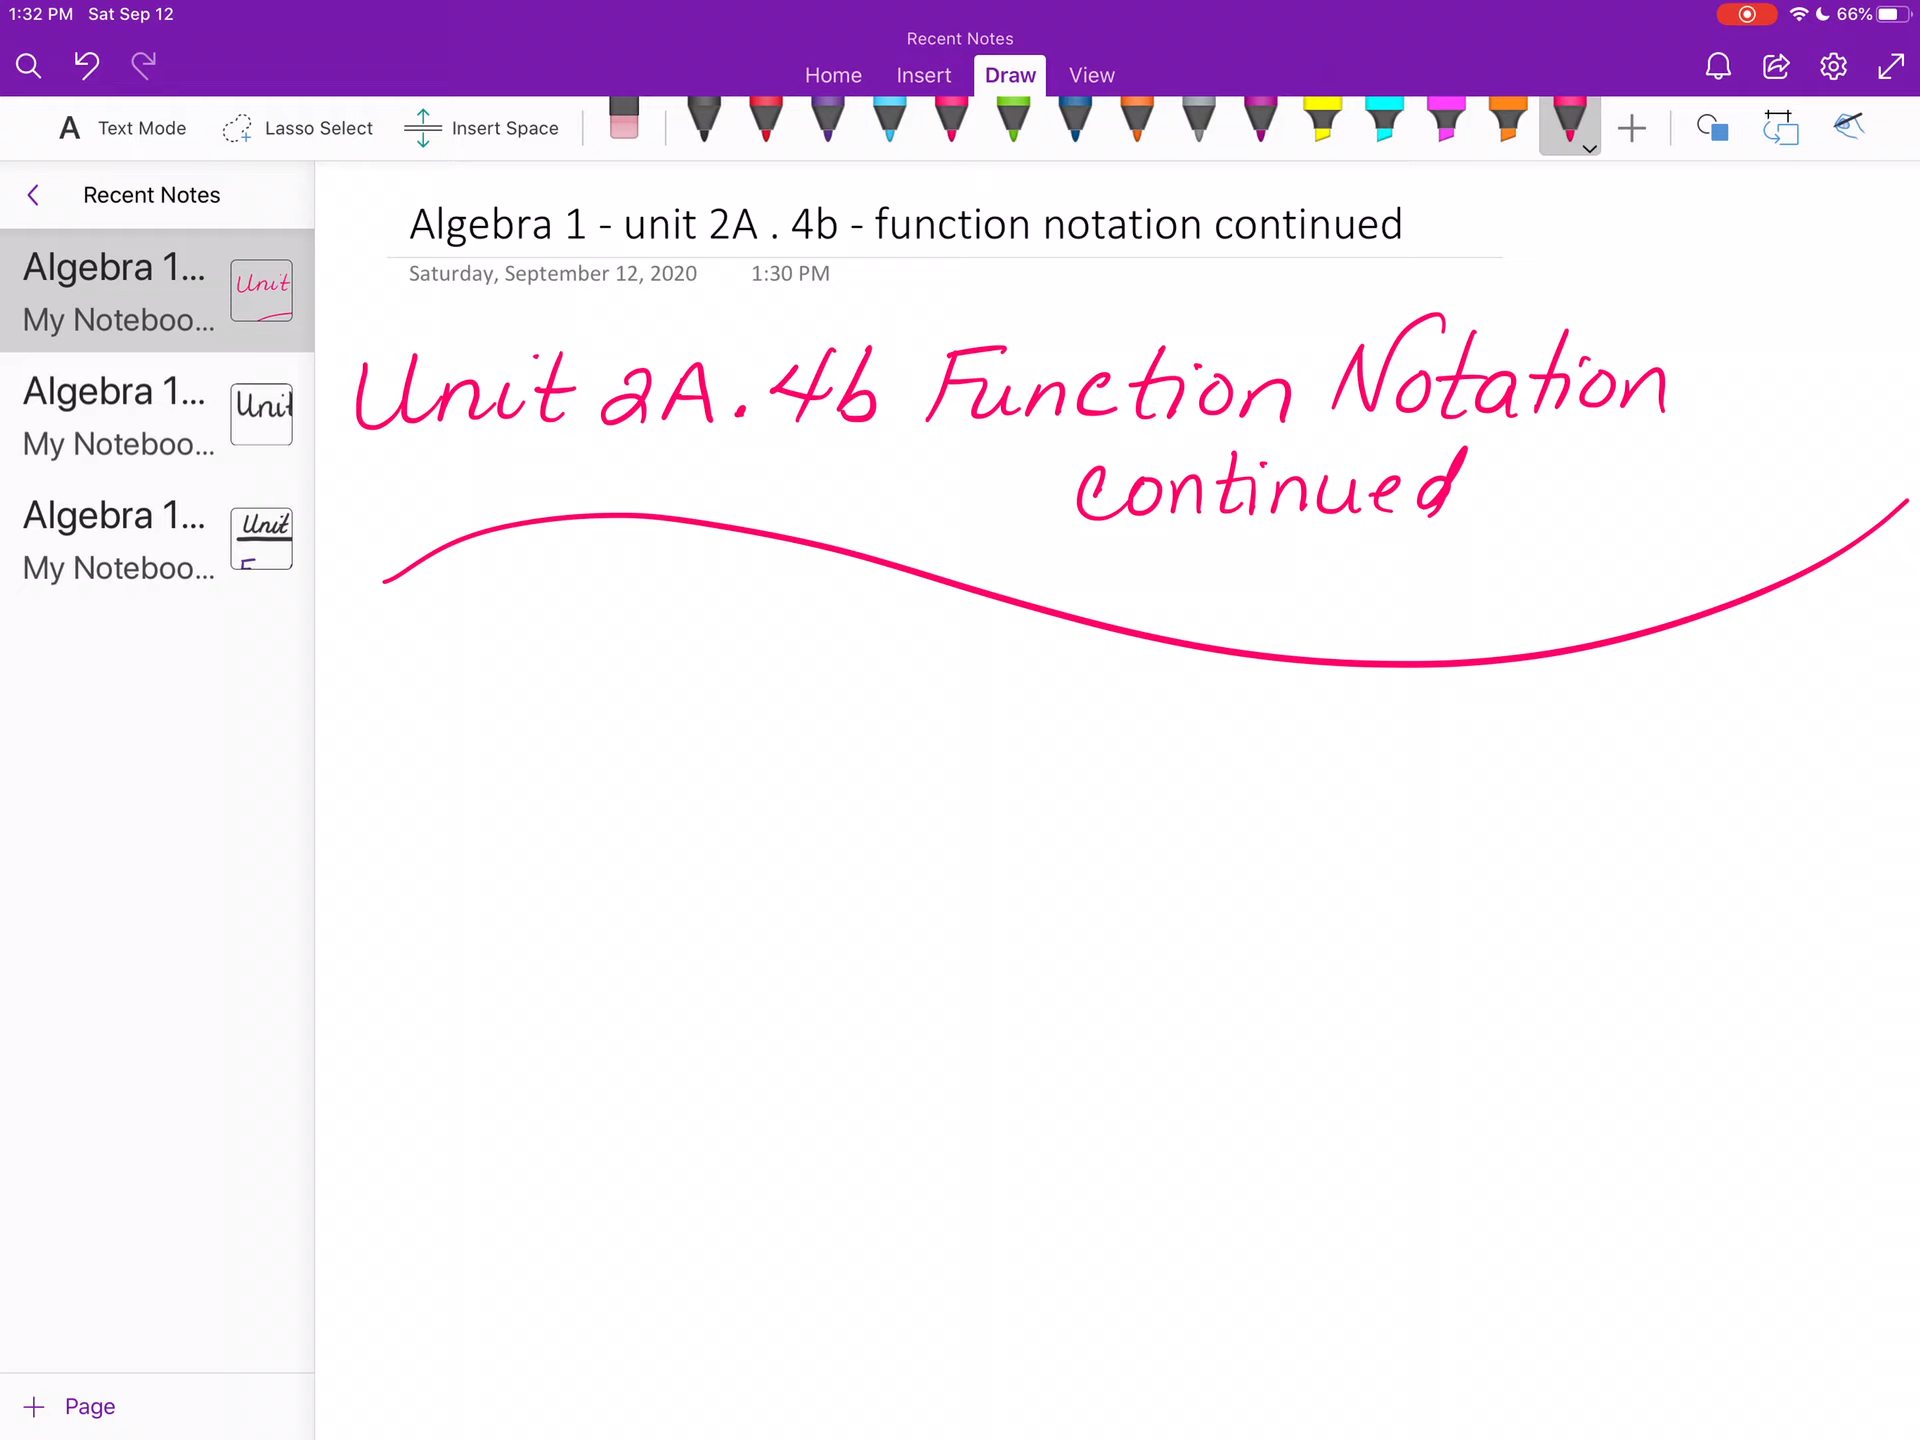 1:32 PM Sat Sep 12
66%
Recent Notes
Home Insert Draw View
A Text Mode Lasso Select Insert Space
Recent Notes
Algebra 1...
Unit
My Noteboo...
Algebra 1...
Unit
My Noteboo...
Algebra 1...
Unit
My Noteboo...
Page
Algebra 1 - unit 2A . 4b - function notation continued
Saturday, September 12, 2020 1:30 PM
Unit 2A. 4b Function Notation
continued